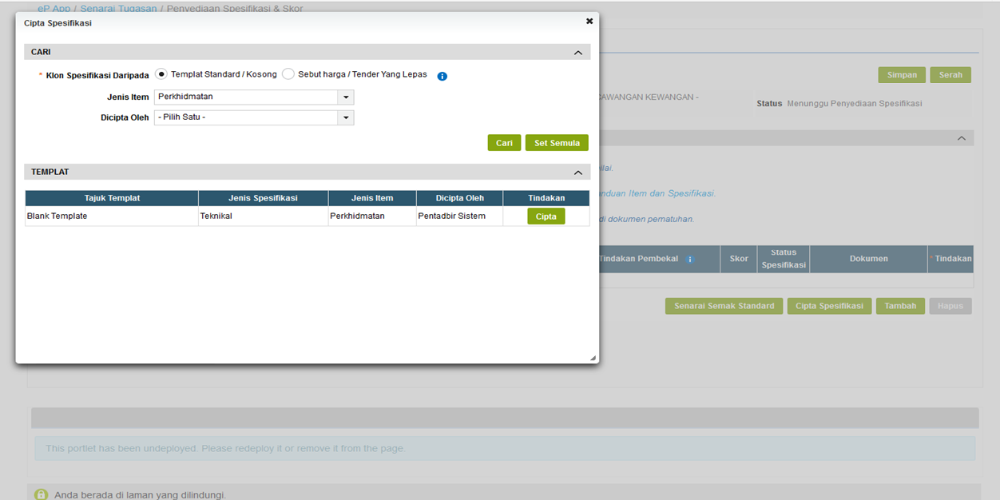 eP App / Senarai Tugasan / Penyediaan Spesifikasi & Skor
Cipta Spesifikasi
CARI
* Klon Spesifikasi Daripada Templat Standard / Kosong Sebut harga / Tender Yang Lepas
Jenis Item Perkhidmatan
Dicipta Oleh - Pilih Satu -
Cari Set Semula
TEMPLAT
Tajuk Templat Jenis Spesifikasi Jenis Item Dicipta Oleh Tindakan
Blank Template Teknikal Perkhidmatan Pentadbir Sistem Cipta
Simpan Serah
CAWANGAN KEWANGAN -
Status Menunggu Penyediaan Spesifikasi
Item dan Spesifikasi.
di dokumen pematuhan.
Tindakan Pembekal Skor Status Spesifikasi Dokumen * Tindakan
Senarai Semak Standard Cipta Spesifikasi Tambah Hapus
This portlet has been undeployed. Please redeploy it or remove it from the page.
Anda berada di laman yang dilindungi.